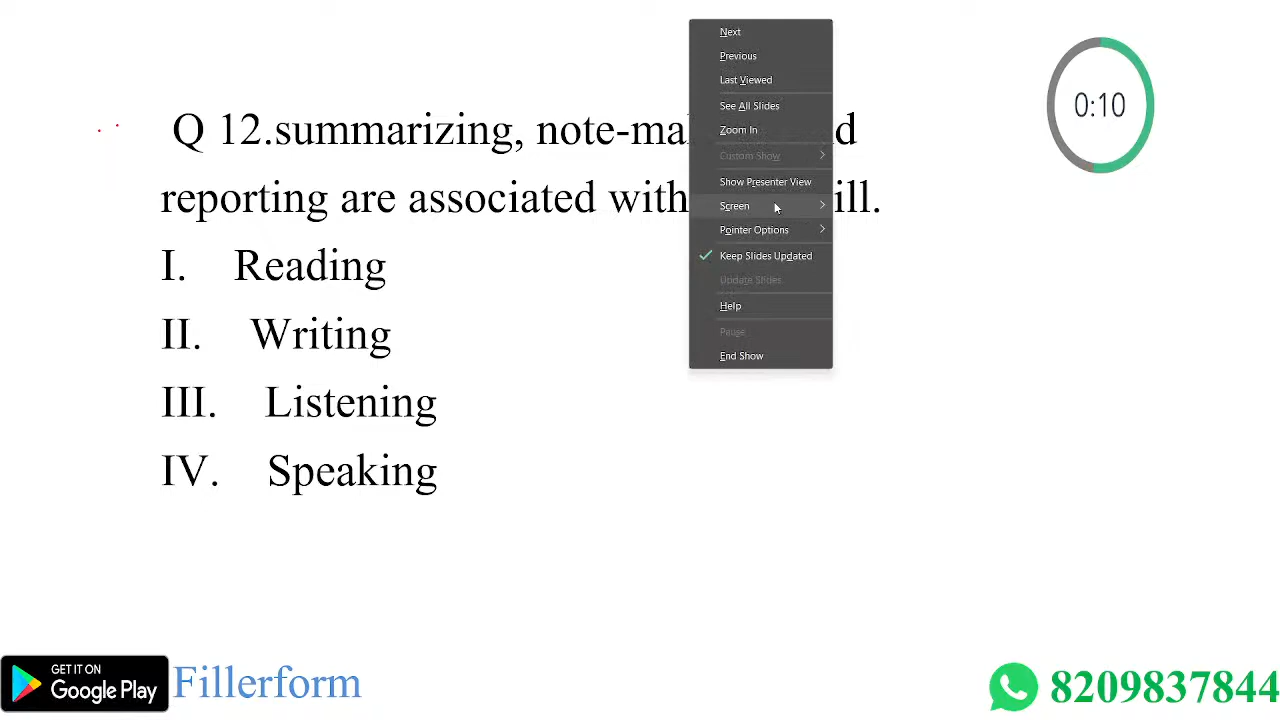 Next
Previous
Last Viewed
See All Slides
Zoom In
Custom Show
Show Presenter View
Screen
Pointer Options
Keep Slides Updated
Update Slides
Help
Pause
End Show
0:10
Q 12.summarizing, note-ma
reporting are associated with
I. Reading
II. Writing
III. Listening
IV. Speaking
GET IT ON
Google Play
Fillerform
8209837844